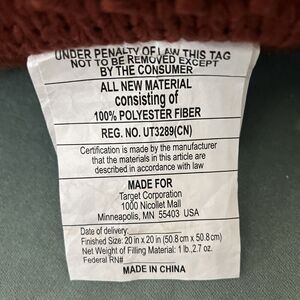 UNDER PENALTY OF LAW THIS TAG
NOT TO BE REMOVED EXCEPT
BY THE CONSUMER
ALL NEW MATERIAL
consisting of
100% POLYESTER FIBER
REG. NO. UT3289(CN)
Certification is made by the manufacturer
that the materials in this article are
described in accordance with law
MADE FOR
Target Corporation
1000 Nicollet Mall
Minneapolis, MN 55403 USA
Date of delivery:
Finished Size: 20 in x 20 in (50.8 cm x 50.8 cm)
Net Weight of Filling Material: 1 lb., 2.7 oz.
Federal RN#
MADE IN CHINA